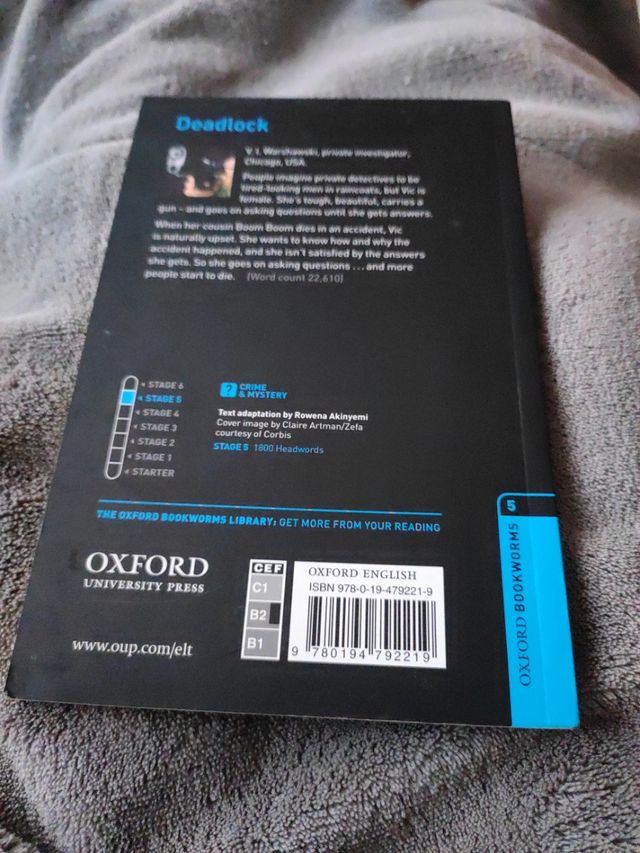 Deadlock
V. I. Warshawski, private investigator,
Chicago, USA.
People imagine private detectives to be
tired-looking men in raincoats, but Vic is
female. She's tough, beautiful, carries a
gun – and goes on asking questions until she gets answers.
When her cousin Boom Boom dies in an accident, Vic
is naturally upset. She wants to know how and why the
accident happened, and she isn't satisfied by the answers
she gets. So she goes on asking questions ... and more
people start to die. (Word count 22,610)
STAGE 6
STAGE 5
STAGE 4
STAGE 3
STAGE 2
STAGE 1
STARTER
? CRIME
& MYSTERY
Text adaptation by Rowena Akinyemi
Cover image by Claire Artman/Zefa
courtesy of Corbis
STAGE 5 1800 Headwords
THE OXFORD BOOKWORMS LIBRARY: GET MORE FROM YOUR READING
OXFORD
UNIVERSITY PRESS
www.oup.com/elt
CEF
C1
B2
B1
OXFORD ENGLISH
ISBN 978-0-19-479221-9
9 780194 792219
5
OXFORD BOOKWORMS